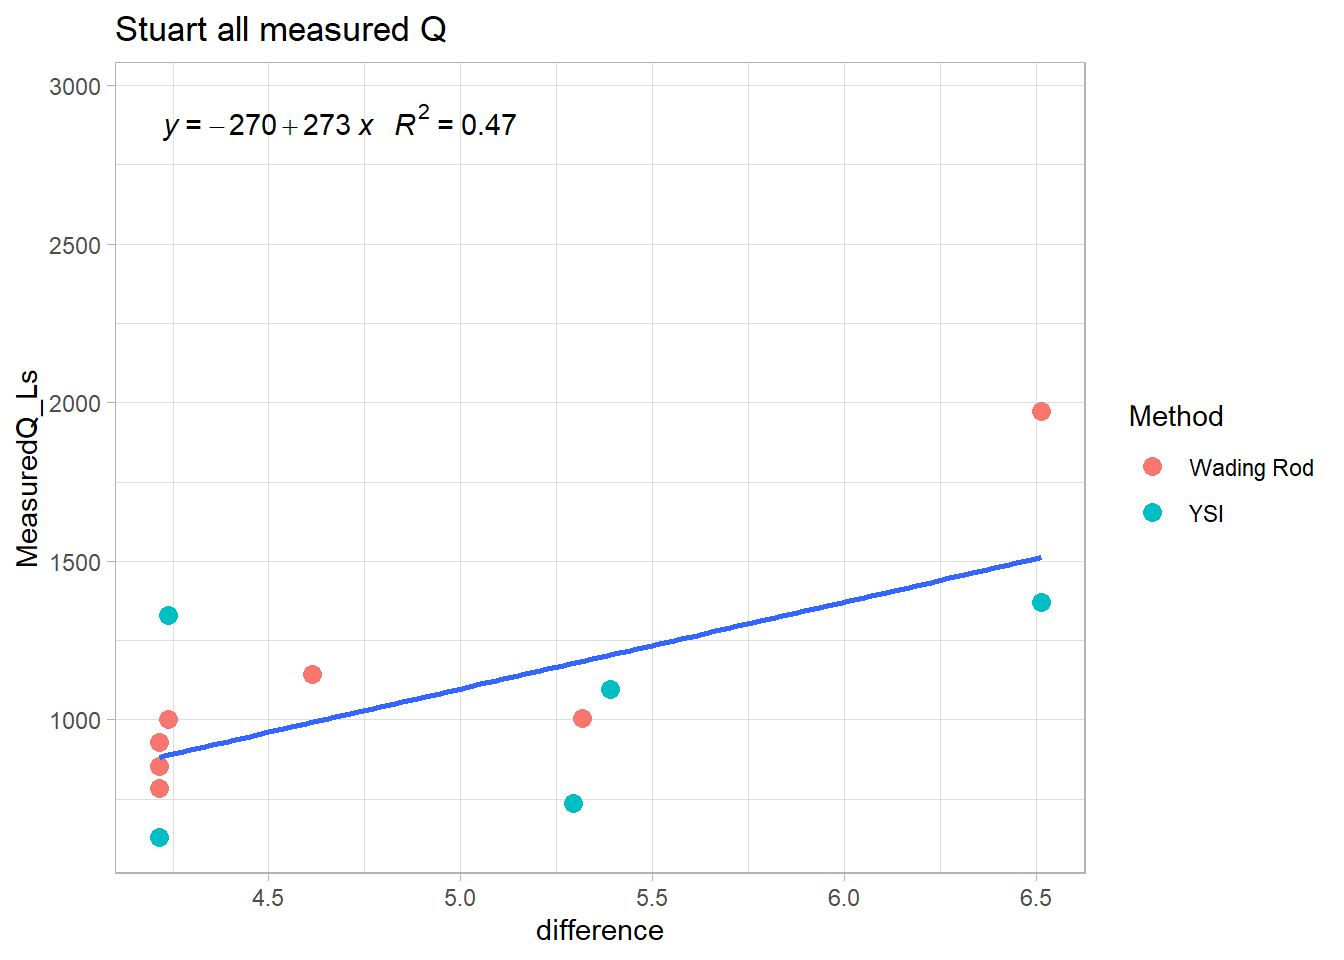 Stuart all measured Q
y = −270 + 273 x R² = 0.47
3000
2500
2000
1500
1000
MeasuredQ_Ls
4.5 5.0 5.5 6.0 6.5
difference
Method
Wading Rod
YSI